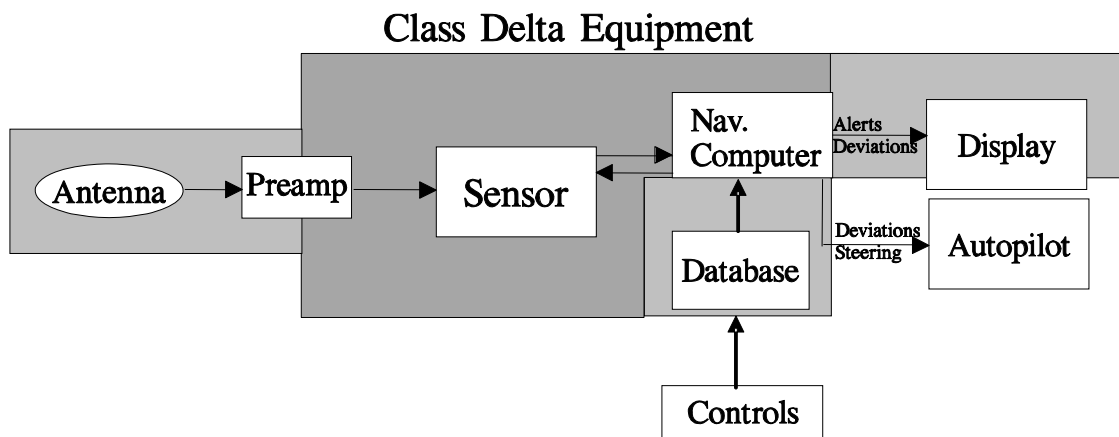 Class Delta Equipment
Antenna
Preamp
Sensor
Nav.
Computer
Alerts
Deviations
Display
Deviations
Steering
Autopilot
Database
Controls